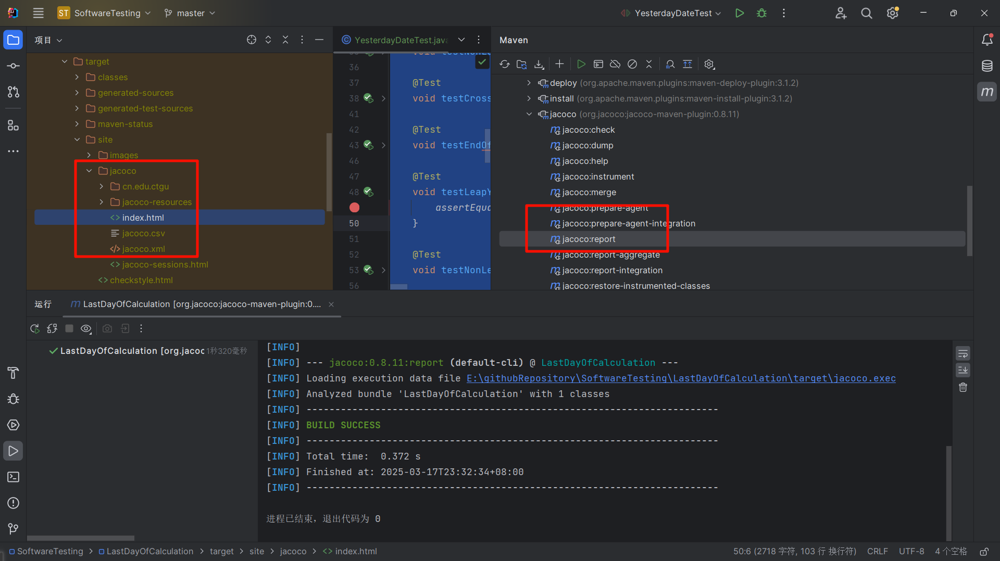 ST SoftwareTesting master YesterdayDateTest
项目
YesterdayDateTest.java
Maven
target
classes
generated-sources
generated-test-sources
maven-status
site
images
jacoco
cn.edu.ctgu
jacoco-resources
index.html
jacoco.csv
jacoco.xml
jacoco-sessions.html
checkstyle.html
36
37 @Test
38 void testCross
41
42 @Test
43 void testEndOf
46
47 @Test
48 void testLeapY
assertEqua
50 }
51
52 @Test
53 void testNonLe
56
deploy (org.apache.maven.plugins:maven-deploy-plugin:3.1.2)
install (org.apache.maven.plugins:maven-install-plugin:3.1.2)
jacoco (org.jacoco:jacoco-maven-plugin:0.8.11)
jacoco:check
jacoco:dump
jacoco:help
jacoco:instrument
jacoco:merge
jacoco:prepare-agent
jacoco:prepare-agent-integration
jacoco:report
jacoco:report-aggregate
jacoco:report-integration
jacoco:restore-instrumented-classes
运行 LastDayOfCalculation [org.jacoco:jacoco-maven-plugin:0....
LastDayOfCalculation [org.jacoc 1秒320毫秒
[INFO]
[INFO] --- jacoco:0.8.11:report (default-cli) @ LastDayOfCalculation ---
[INFO] Loading execution data file E:\githubRepository\SoftwareTesting\LastDayOfCalculation\target\jacoco.exec
[INFO] Analyzed bundle 'LastDayOfCalculation' with 1 classes
[INFO] ------------------------------------------------------------------------
[INFO] BUILD SUCCESS
[INFO] ------------------------------------------------------------------------
[INFO] Total time:  0.372 s
[INFO] Finished at: 2025-03-17T23:32:34+08:00
[INFO] ------------------------------------------------------------------------
进程已结束，退出代码为 0
SoftwareTesting > LastDayOfCalculation > target > site > jacoco > <> index.html
50:6 (2718 字符, 103 行 换行符) CRLF UTF-8 4 个空格